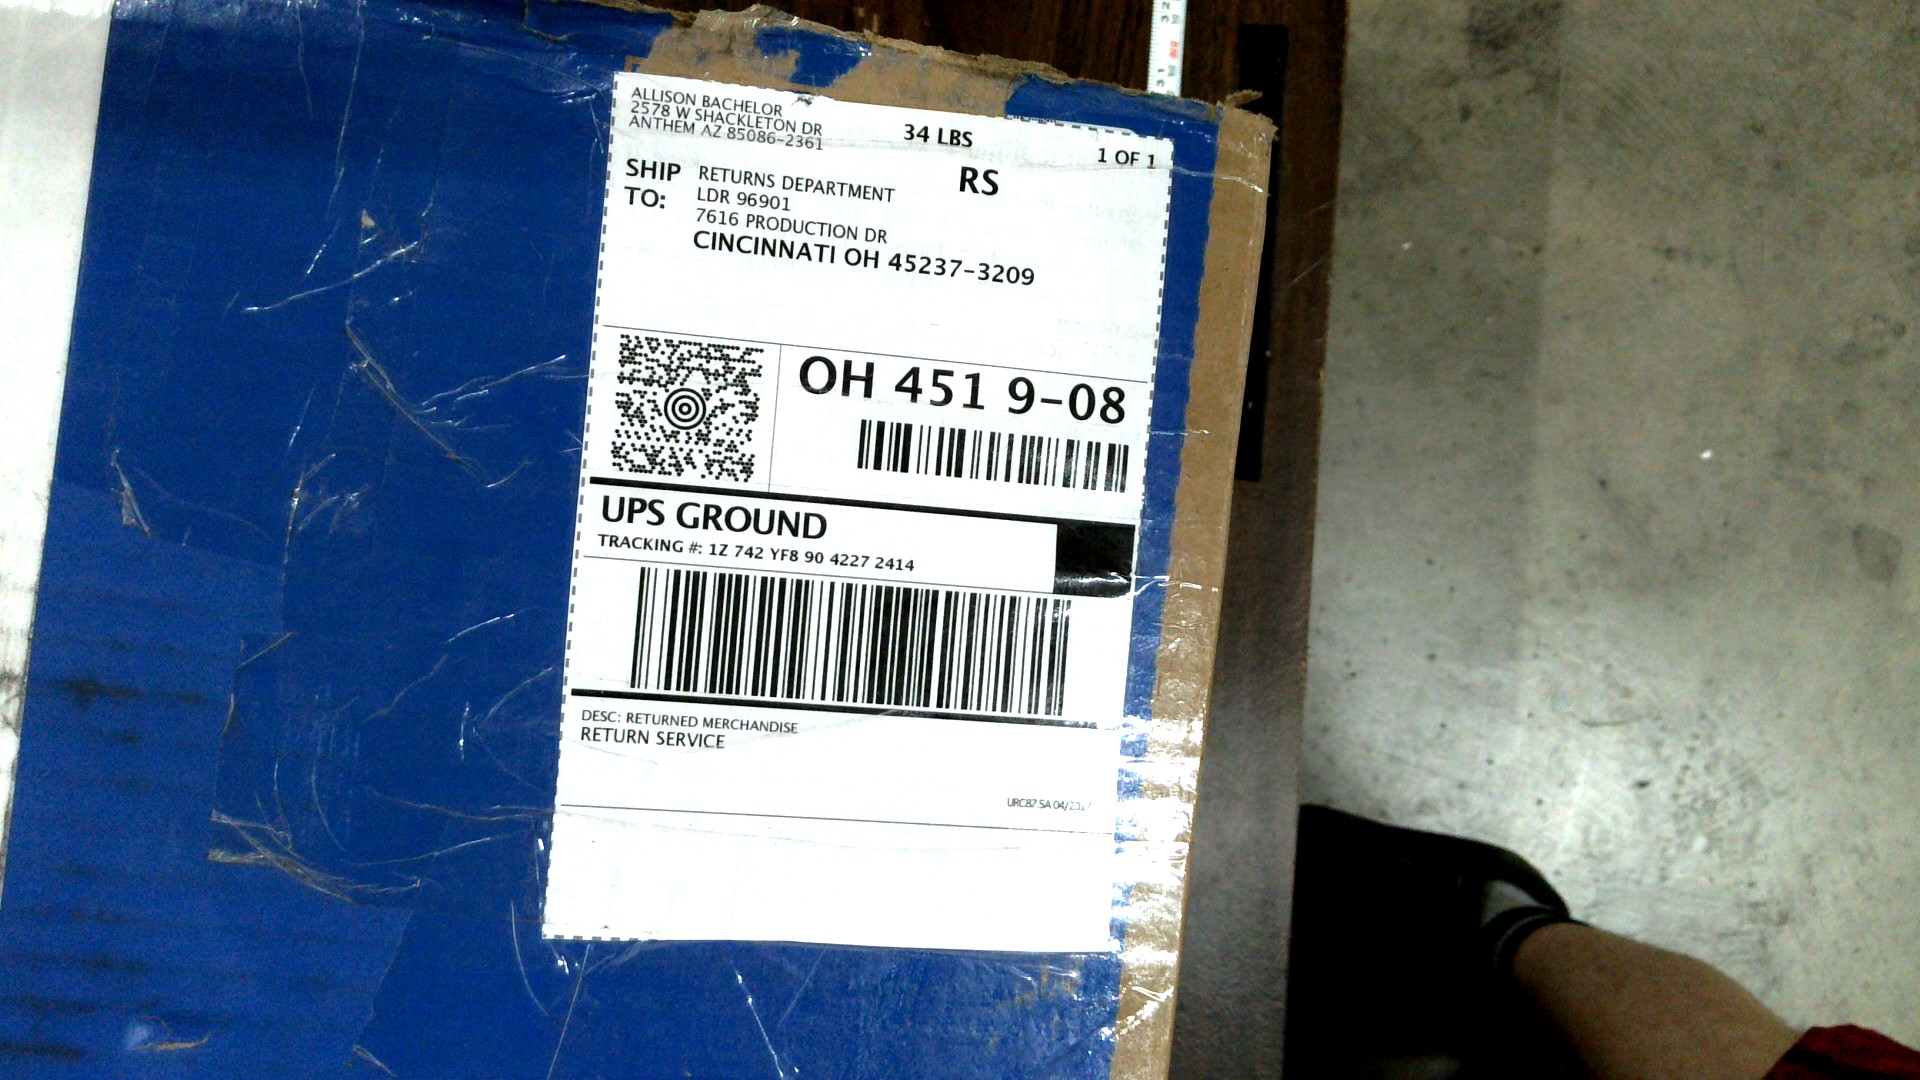 ALLISON BACHELOR
2578 W SHACKLETON DR
ANTHEM AZ 85086-2361
34 LBS
1 OF 1
RS
SHIP TO:
RETURNS DEPARTMENT
LDR 96901
7616 PRODUCTION DR
CINCINNATI OH 45237-3209
OH 451 9-08
UPS GROUND
TRACKING #: 1Z 742 YF8 90 4227 2414
DESC: RETURNED MERCHANDISE
RETURN SERVICE